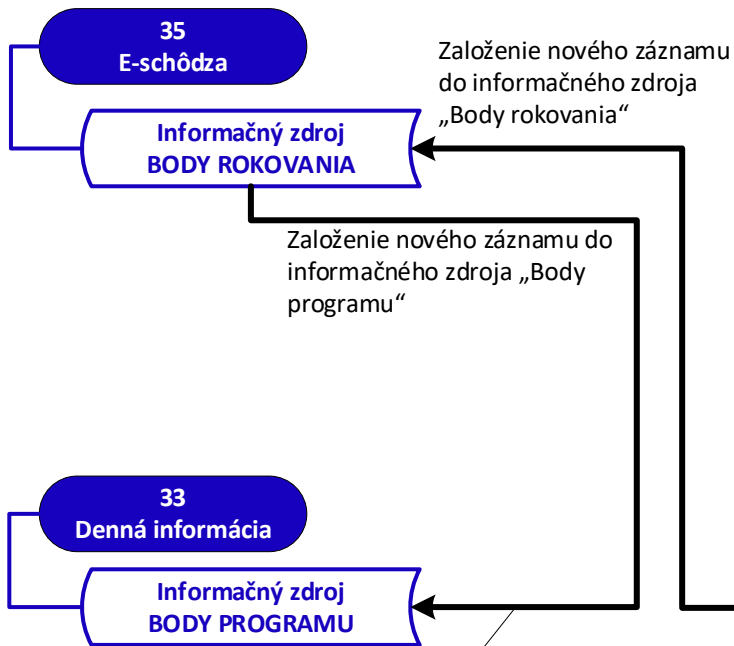 35
E-schôdza
Založenie nového záznamu
do informačného zdroja
„Body rokovania“
Informačný zdroj
BODY ROKOVANIA
Založenie nového záznamu do
informačného zdroja „Body
programu“
33
Denná informácia
Informačný zdroj
BODY PROGRAMU